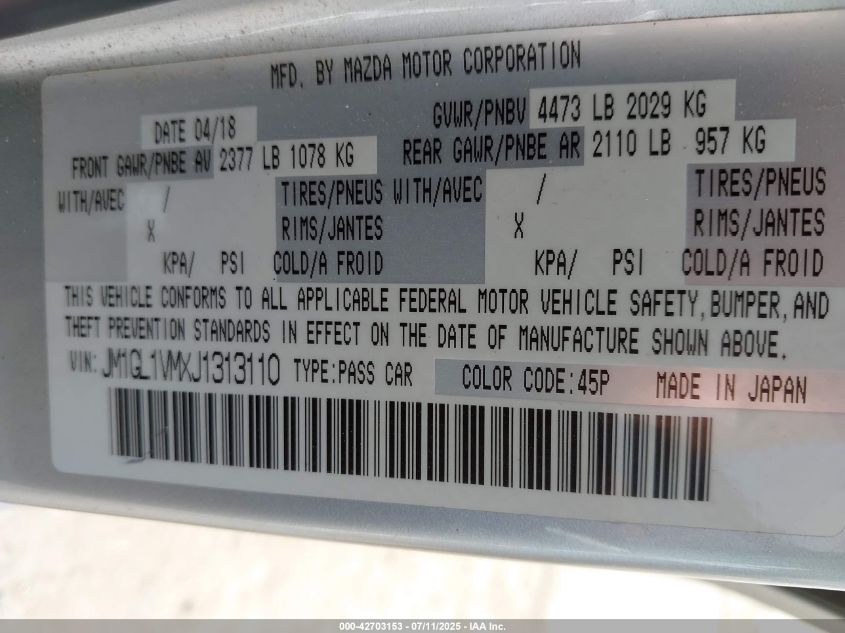 MFD. BY MAZDA MOTOR CORPORATION
DATE 04/18 GVWR/PNBV 4473 LB 2029 KG
FRONT GAWR/PNBE AV 2377 LB 1078 KG REAR GAWR/PNBE AR 2110 LB 957 KG
WITH/AVEC / TIRES/PNEUS WITH/AVEC / TIRES/PNEUS
X RIMS/JANTES X RIMS/JANTES
KPA/ PSI COLD/A FROID KPA/ PSI COLD/A FROID
THIS VEHICLE CONFORMS TO ALL APPLICABLE FEDERAL MOTOR VEHICLE SAFETY, BUMPER, AND
THEFT PREVENTION STANDARDS IN EFFECT ON THE DATE OF MANUFACTURE SHOWN ABOVE.
VIN: JM1GL1VMXJ1313110 TYPE:PASS CAR COLOR CODE:45P MADE IN JAPAN
000-42703153 - 07/11/2025 - IAA Inc.